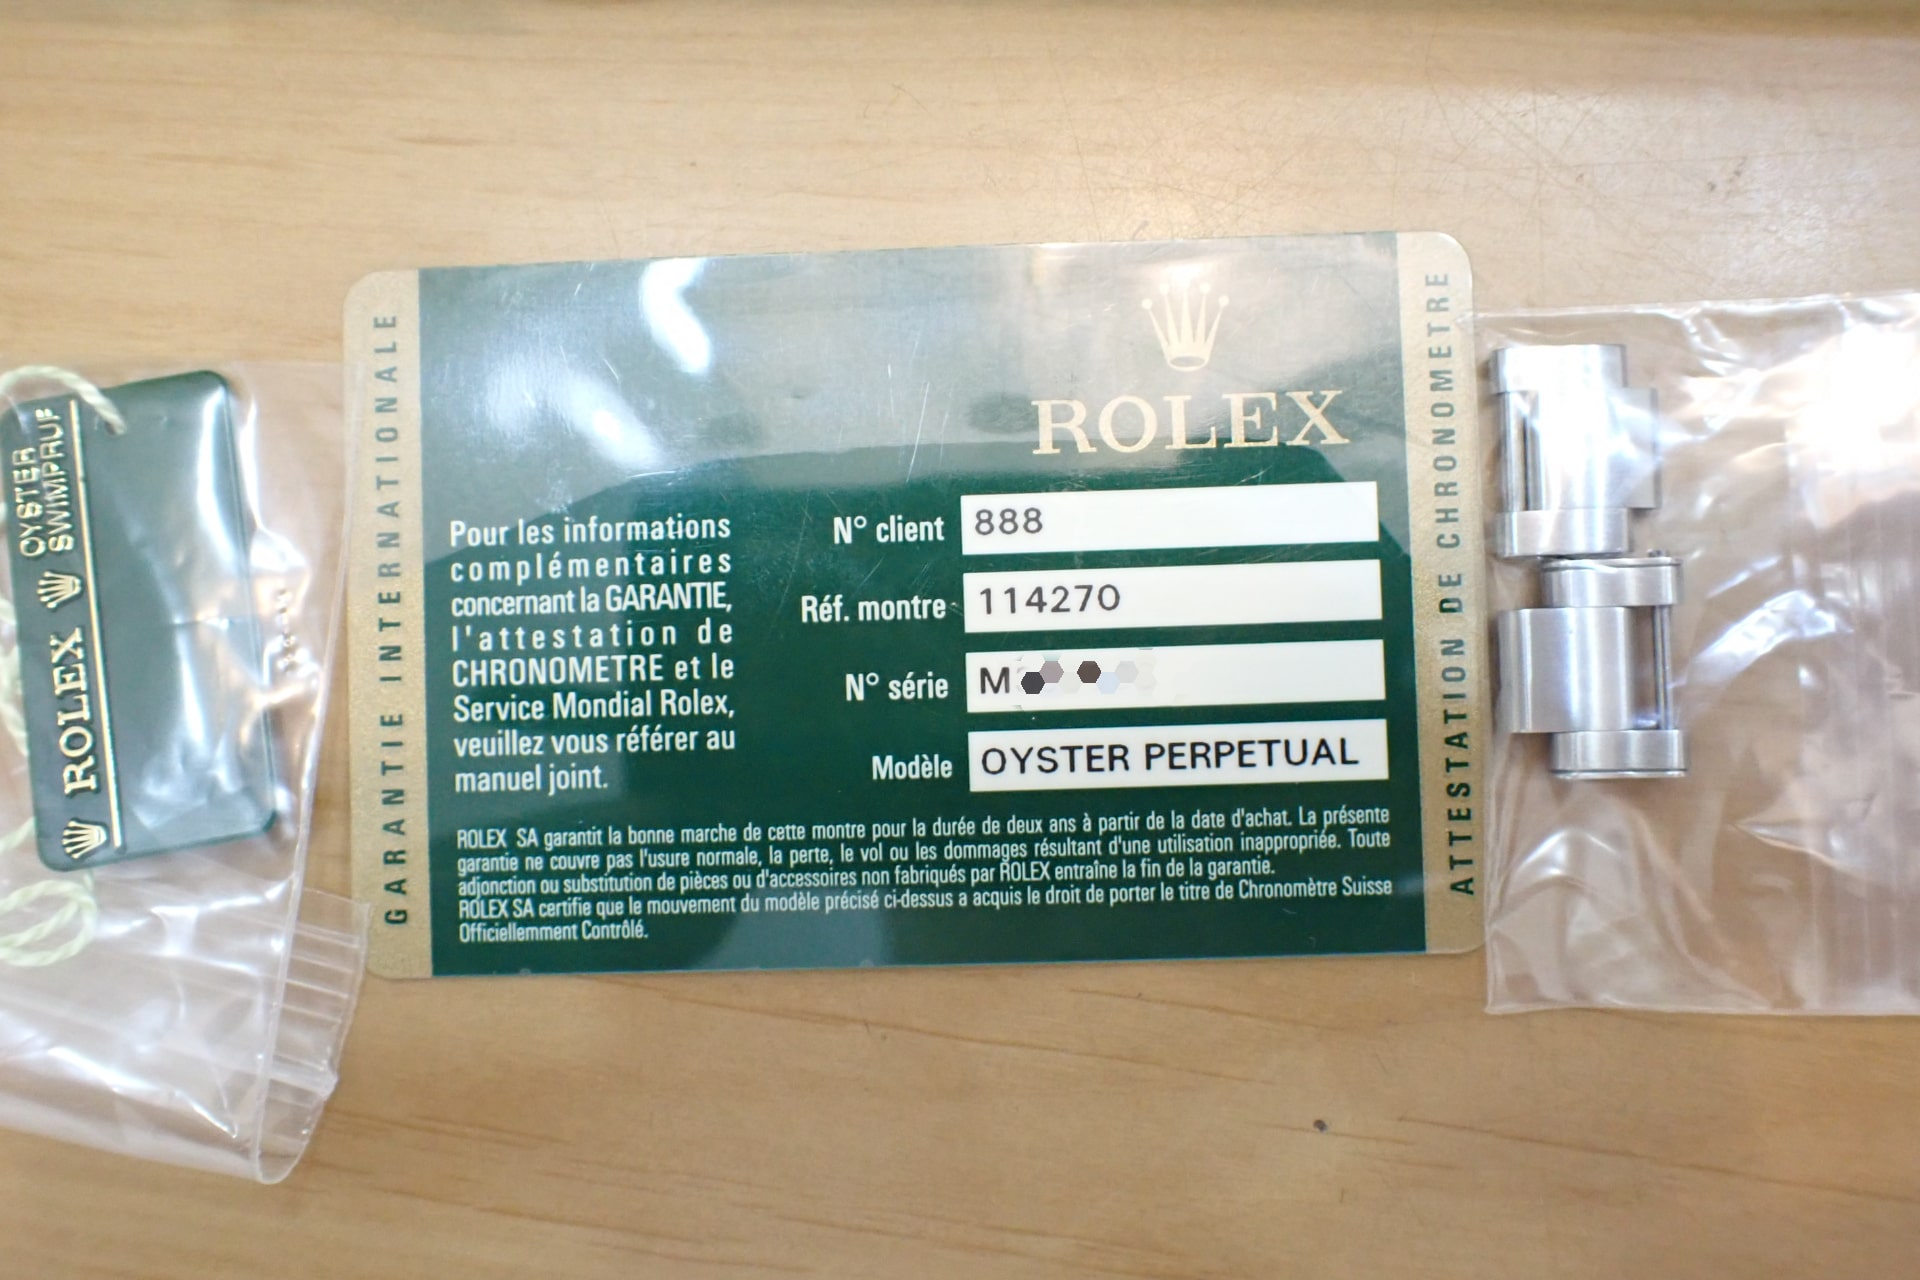 OYSTER
SWIMPRUF
ROLEX
GARANTIE INTERNATIONALE
ROLEX
Pour les informations
complémentaires
concernant la GARANTIE,
l'attestation de
CHRONOMETRE et le
Service Mondial Rolex,
veuillez vous référer au
manuel joint.
N° client 888
Réf. montre 114270
N° série M
Modèle OYSTER PERPETUAL
ROLEX SA garantit la bonne marche de cette montre pour la durée de deux ans à partir de la date d'achat. La présente
garantie ne couvre pas l'usure normale, la perte, le vol ou les dommages résultant d'une utilisation inappropriée. Toute
adjonction ou substitution de pièces ou d'accessoires non fabriqués par ROLEX entraîne la fin de la garantie.
ROLEX SA certifie que le mouvement du modèle précisé ci-dessus a acquis le droit de porter le titre de Chronomètre Suisse
Officiellemment Contrôlé.
ATTESTATION DE CHRONOMETRE